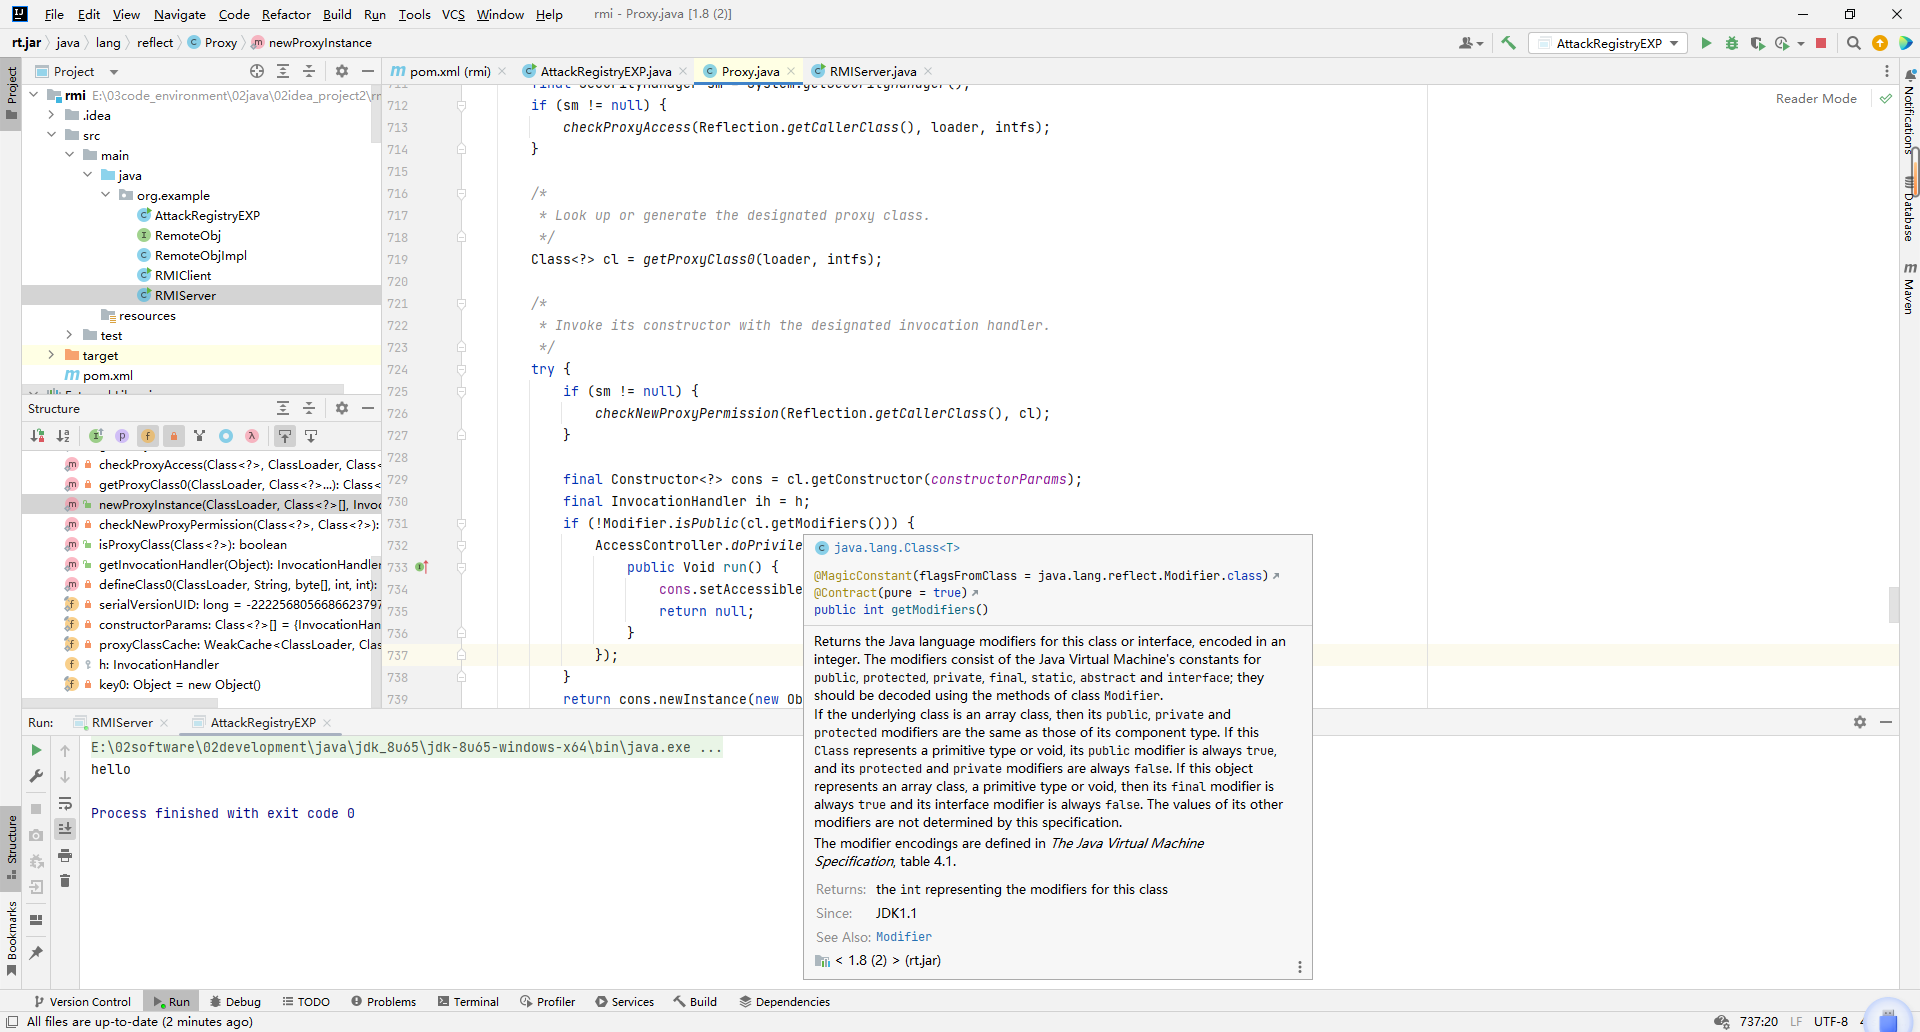 File Edit View Navigate Code Refactor Build Run Tools VCS Window Help rmi - Proxy.java [1.8 (2)]
rt.jar java lang reflect Proxy newProxyInstance
AttackRegistryEXP
Project
pom.xml (rmi) AttackRegistryEXP.java Proxy.java RMIServer.java
Reader Mode
Project
rmi E:\03code_environment\02java\02idea_project2\
.idea
src
main
java
org.example
AttackRegistryEXP
RemoteObj
RemoteObjImpl
RMIClient
RMIServer
resources
test
target
pom.xml
Structure
checkProxyAccess(Class<?>, ClassLoader, Class<
getProxyClass0(ClassLoader, Class<?>...): Class<
newProxyInstance(ClassLoader, Class<?>[], Invoc
checkNewProxyPermission(Class<?>, Class<?>):
isProxyClass(Class<?>): boolean
getInvocationHandler(Object): InvocationHandler
defineClass0(ClassLoader, String, byte[], int, int):
serialVersionUID: long = -2222568056686623797
constructorParams: Class<?>[] = {InvocationHan
proxyClassCache: WeakCache<ClassLoader, Clas
h: InvocationHandler
key0: Object = new Object()
711 final SecurityManager sm = System.getSecurityManager();
712 if (sm != null) {
713 checkProxyAccess(Reflection.getCallerClass(), loader, intfs);
714 }
715
716 /*
717 * Look up or generate the designated proxy class.
718 */
719 Class<?> cl = getProxyClass0(loader, intfs);
720
721 /*
722 * Invoke its constructor with the designated invocation handler.
723 */
724 try {
725 if (sm != null) {
726 checkNewProxyPermission(Reflection.getCallerClass(), cl);
727 }
728
729 final Constructor<?> cons = cl.getConstructor(constructorParams);
730 final InvocationHandler ih = h;
731 if (!Modifier.isPublic(cl.getModifiers())) {
732 AccessController.doPrivile
733 public Void run() {
734 cons.setAccessible
735 return null;
736 }
737 });
738 }
739 return cons.newInstance(new Ob
java.lang.Class<T>
@MagicConstant(flagsFromClass = java.lang.reflect.Modifier.class)
@Contract(pure = true)
public int getModifiers()
Returns the Java language modifiers for this class or interface, encoded in an
integer. The modifiers consist of the Java Virtual Machine's constants for
public, protected, private, final, static, abstract and interface; they
should be decoded using the methods of class Modifier.
If the underlying class is an array class, then its public, private and
protected modifiers are the same as those of its component type. If this
Class represents a primitive type or void, its public modifier is always true,
and its protected and private modifiers are always false. If this object
represents an array class, a primitive type or void, then its final modifier is
always true and its interface modifier is always false. The values of its other
modifiers are not determined by this specification.
The modifier encodings are defined in The Java Virtual Machine
Specification, table 4.1.
Returns: the int representing the modifiers for this class
Since: JDK1.1
See Also: Modifier
< 1.8 (2) > (rt.jar)
Notifications
Database
Maven
Run: RMIServer AttackRegistryEXP
E:\02software\02development\java\jdk_8u65\jdk-8u65-windows-x64\bin\java.exe ...
hello
Process finished with exit code 0
Structure
Bookmarks
Version Control Run Debug TODO Problems Terminal Profiler Services Build Dependencies
All files are up-to-date (2 minutes ago)
737:20 LF UTF-8 4